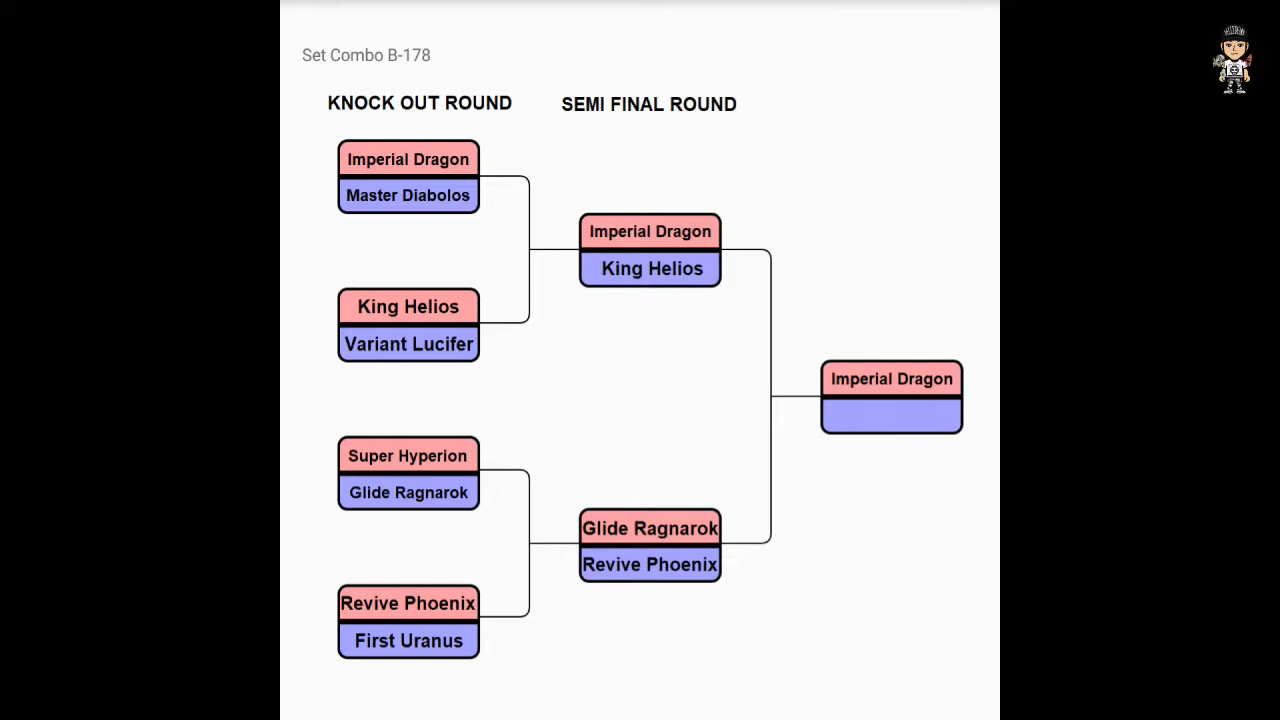 Set Combo B-178
KNOCK OUT ROUND
SEMI FINAL ROUND
Imperial Dragon
Master Diabolos
King Helios
Variant Lucifer
Super Hyperion
Glide Ragnarok
Revive Phoenix
First Uranus
Imperial Dragon
King Helios
Glide Ragnarok
Revive Phoenix
Imperial Dragon